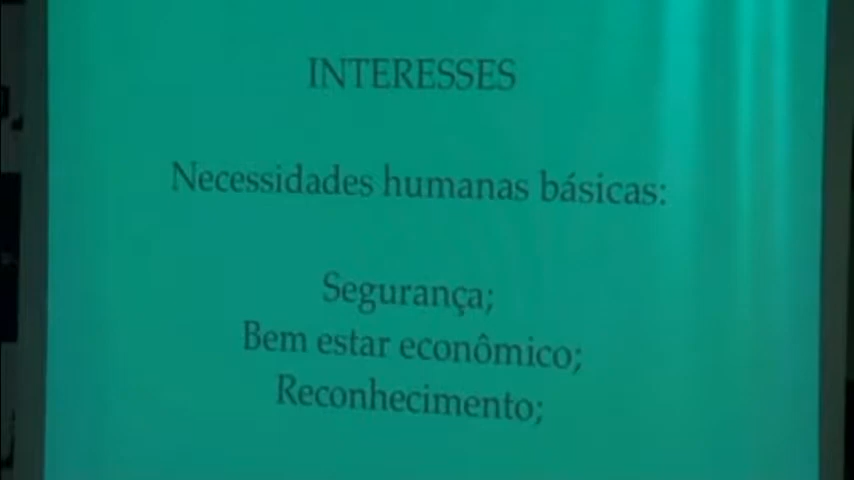 INTERESSES
Necessidades humanas básicas:
Segurança;
Bem estar econômico;
Reconhecimento;